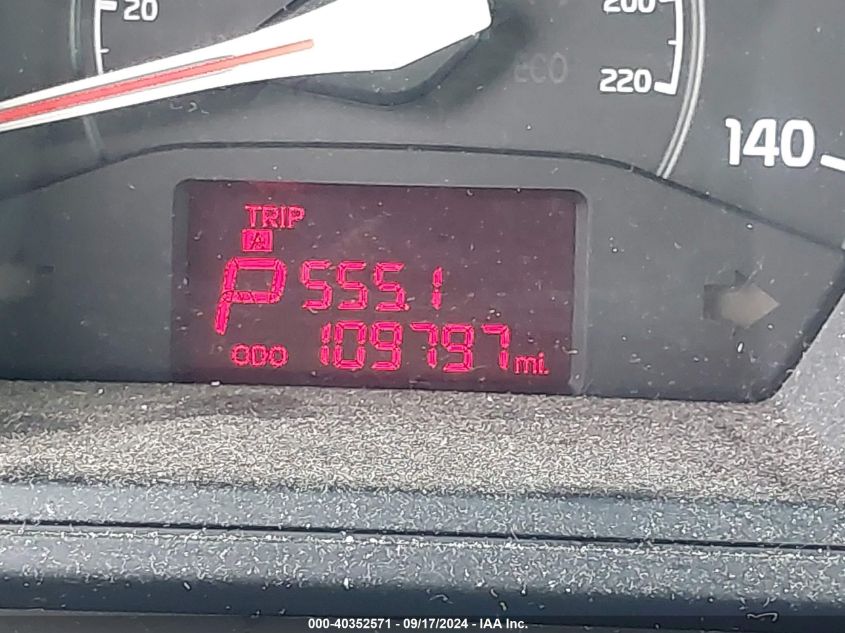 20
200
ECO
220
140
TRIP
A
P 555.1
ODO 109797 mi.
000-40352571 - 09/17/2024 - IAA Inc.